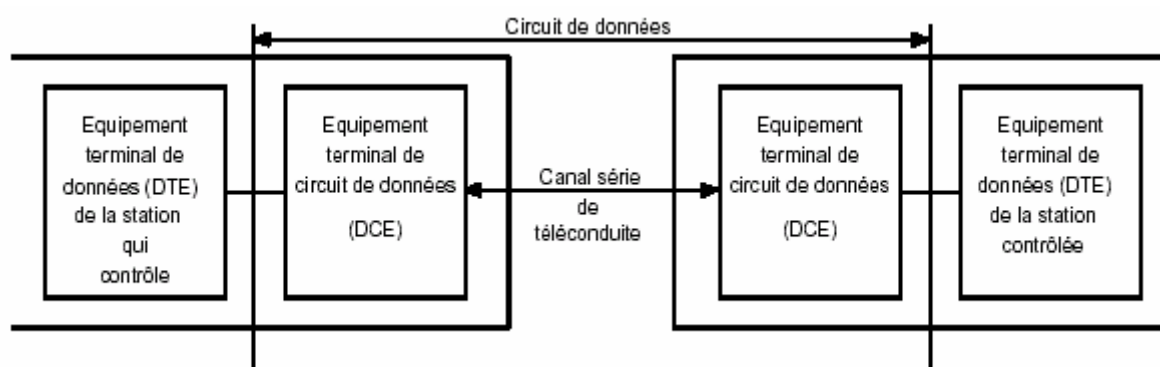 Circuit de données
Equipement
terminal de
données (DTE)
de la station
qui
contrôle
Equipement
terminal de
circuit de données
(DCE)
Canal série
de
téléconduite
Equipement
terminal de
circuit de données
(DCE)
Equipement
terminal de
données (DTE)
de la station
contrôlée